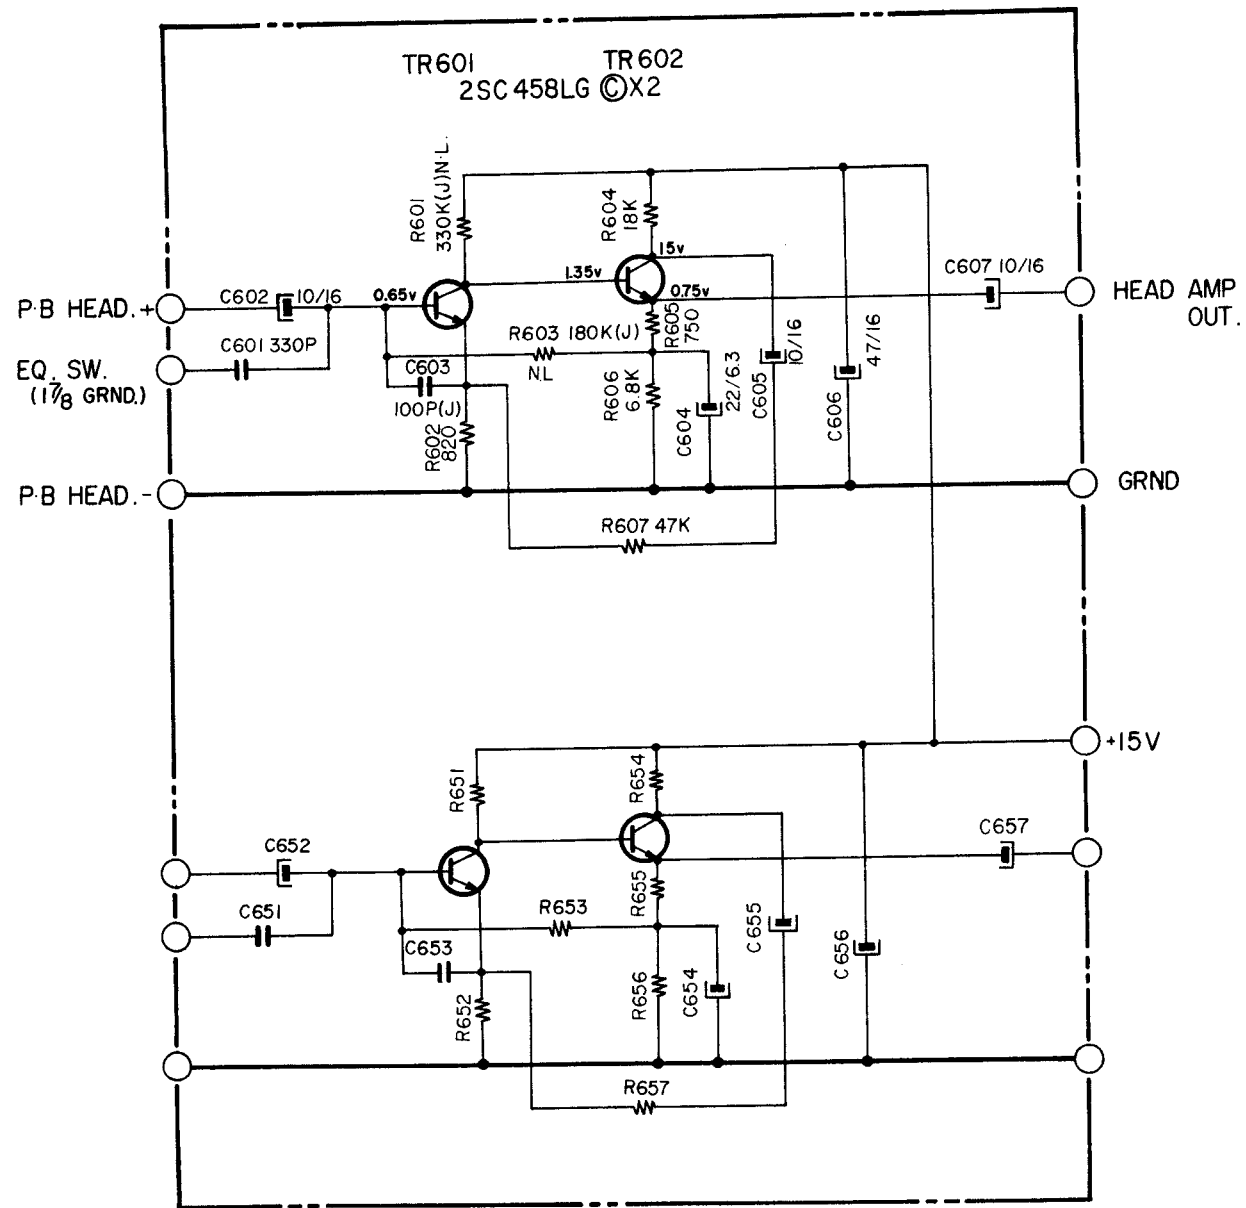 TR601 TR602
2SC458LG ⒸX2
R601
330K(J)N·L.
R604
18K
15v
1.35v
C607 10/16
P·B HEAD.+
C602 10/16
0.65v
0.75v
HEAD AMP
OUT.
R605
750
C601 330P
R603 180K(J)
N.L
EQ. SW.
(1⅞ GRND.)
C603
100P(J)
R606
6.8K
22/6.3
C604
10/16
C605
47/16
C606
R602
820
P·B HEAD.-
GRND
R607 47K
+15V
R651
R654
C652
C657
R655
C651
R653
C653
C655
C656
R656
C654
R652
R657